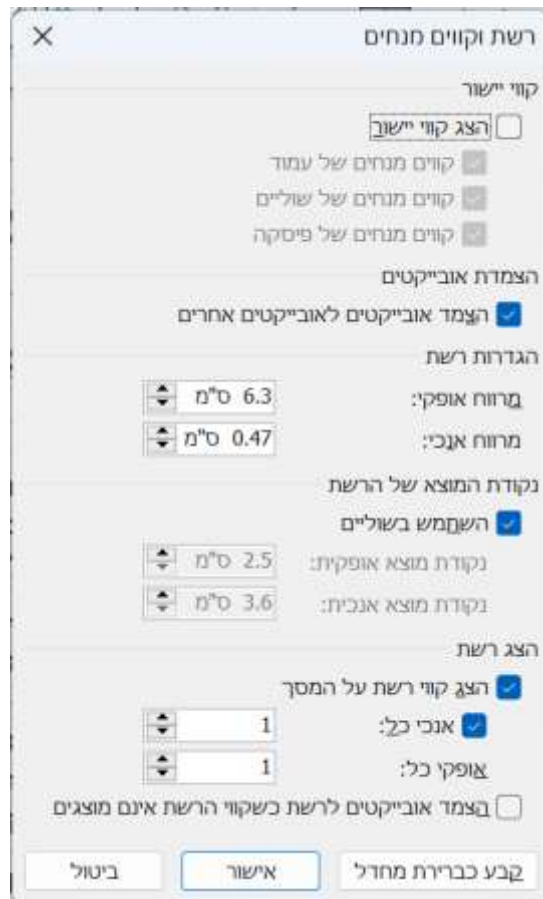 רשת וקווים מנחים
קווי יישור
הצג קווי יישור
קווים מנחים של עמוד
קווים מנחים של שוליים
קווים מנחים של פיסקה
הצמדת אובייקטים
הצמד אובייקטים לאובייקטים אחרים
הגדרות רשת
מרווח אופקי: 6.3 ס"מ
מרווח אנכי: 0.47 ס"מ
נקודת המוצא של הרשת
השתמש בשוליים
נקודת מוצא אופקית: 2.5 ס"מ
נקודת מוצא אנכית: 3.6 ס"מ
הצג רשת
הצג קווי רשת על המסך
אנכי כל: 1
אופקי כל: 1
הצמד אובייקטים לרשת כשקווי הרשת אינם מוצגים
קבע כברירת מחדל אישור ביטול